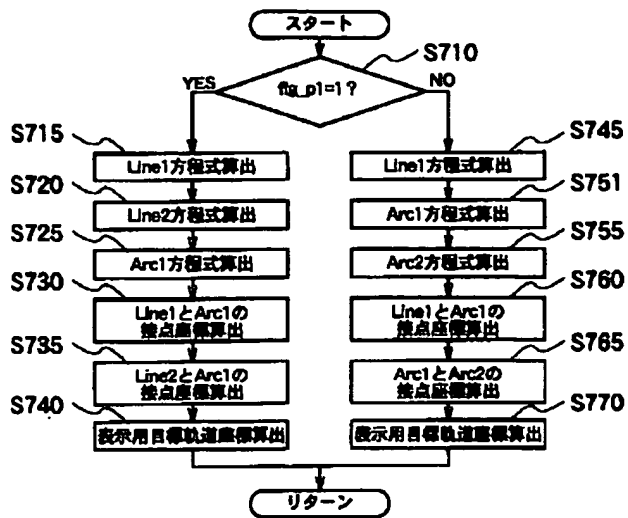 スタート
S710
flg_p1=1?
YES
NO
S715
Line1方程式算出
S720
Line2方程式算出
S725
Arc1方程式算出
S730
Line1とArc1の
接点座標算出
S735
Line2とArc1の
接点座標算出
S740
表示用目標軌道座標算出
S745
Line1方程式算出
S751
Arc1方程式算出
S755
Arc2方程式算出
S760
Line1とArc1の
接点座標算出
S765
Arc1とArc2の
接点座標算出
S770
表示用目標軌道座標算出
リターン